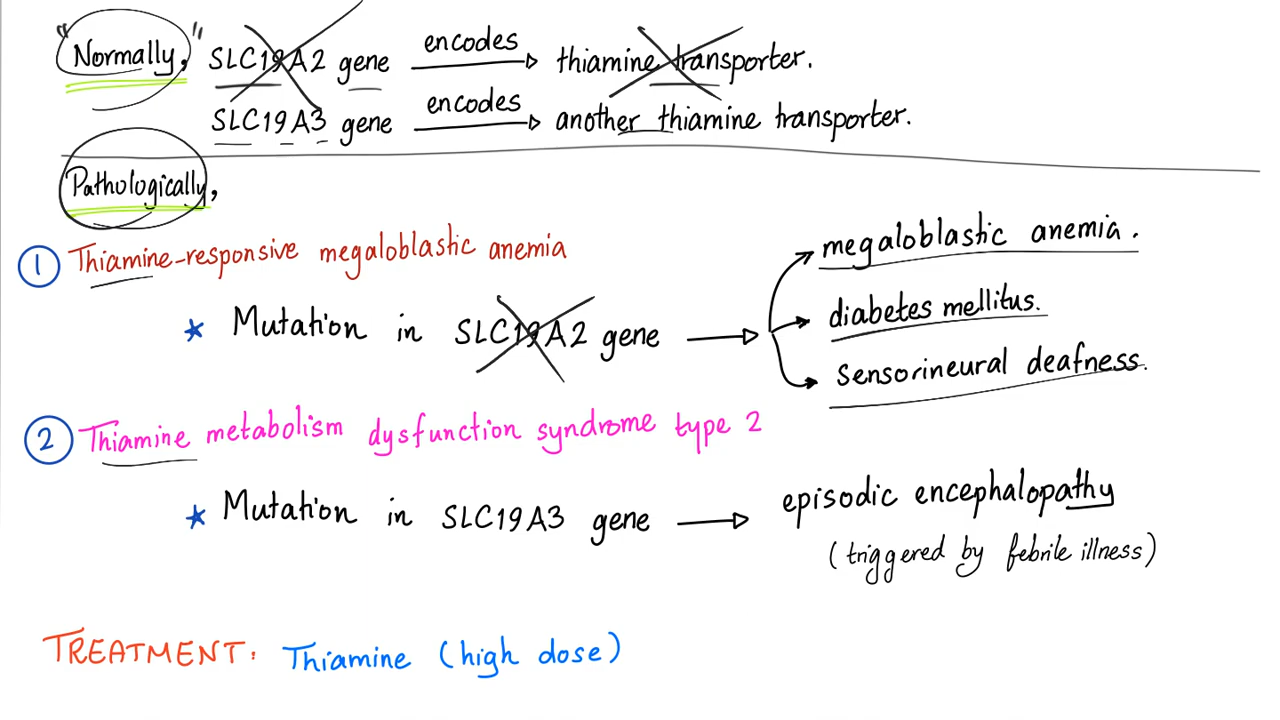 "Normally," SLC19A2 gene encodes thiamine transporter.
SLC19A3 gene encodes another thiamine transporter.
Pathologically,
1 Thiamine-responsive megaloblastic anemia
megaloblastic anemia.
★ Mutation in SLC19A2 gene
diabetes mellitus.
sensorineural deafness.
2 Thiamine metabolism dysfunction syndrome type 2
★ Mutation in SLC19A3 gene
episodic encephalopathy
(triggered by febrile illness)
TREATMENT: Thiamine (high dose)